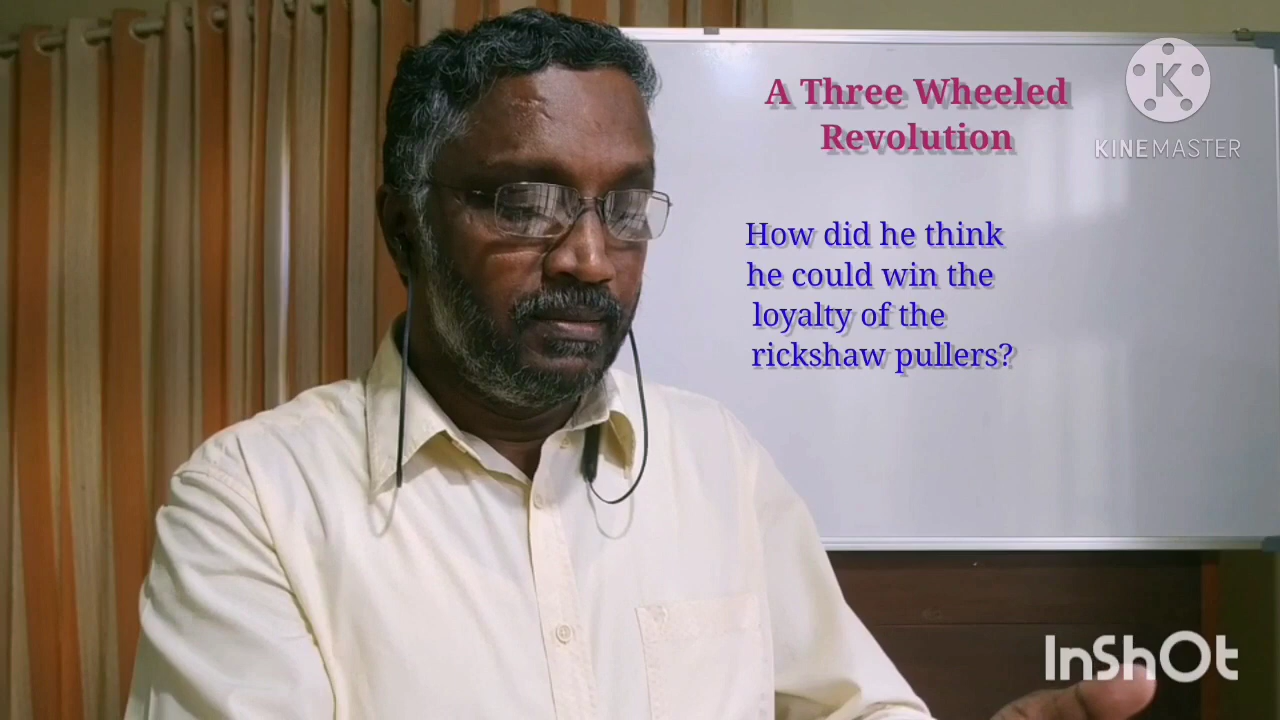 A Three Wheeled
Revolution
K
KINEMASTER
How did he think
he could win the
loyalty of the
rickshaw pullers?
InShOt